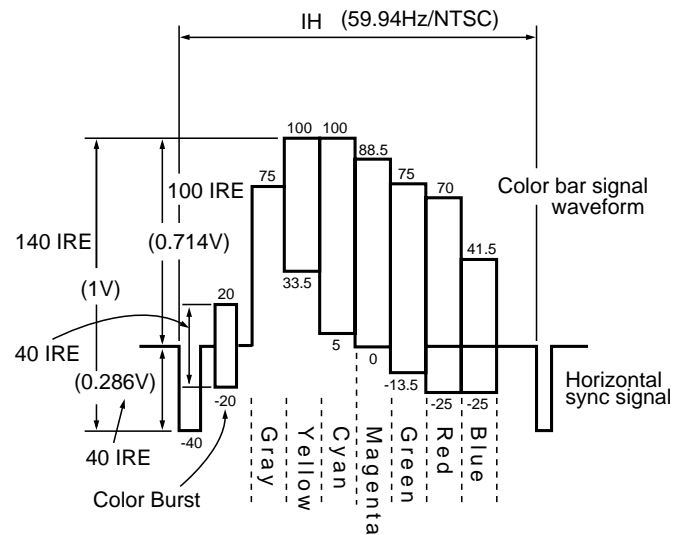 IH (59.94Hz/NTSC)
100 100
88.5
75 75 70
100 IRE
Color bar signal
waveform
140 IRE
(0.714V)
41.5
(1V)
33.5
20
40 IRE
5
0
(0.286V)
-13.5
Horizontal
sync signal
-20
-25 -25
-40
40 IRE
Color Burst
Gray
Yellow
Cyan
Magenta
Green
Red
Blue